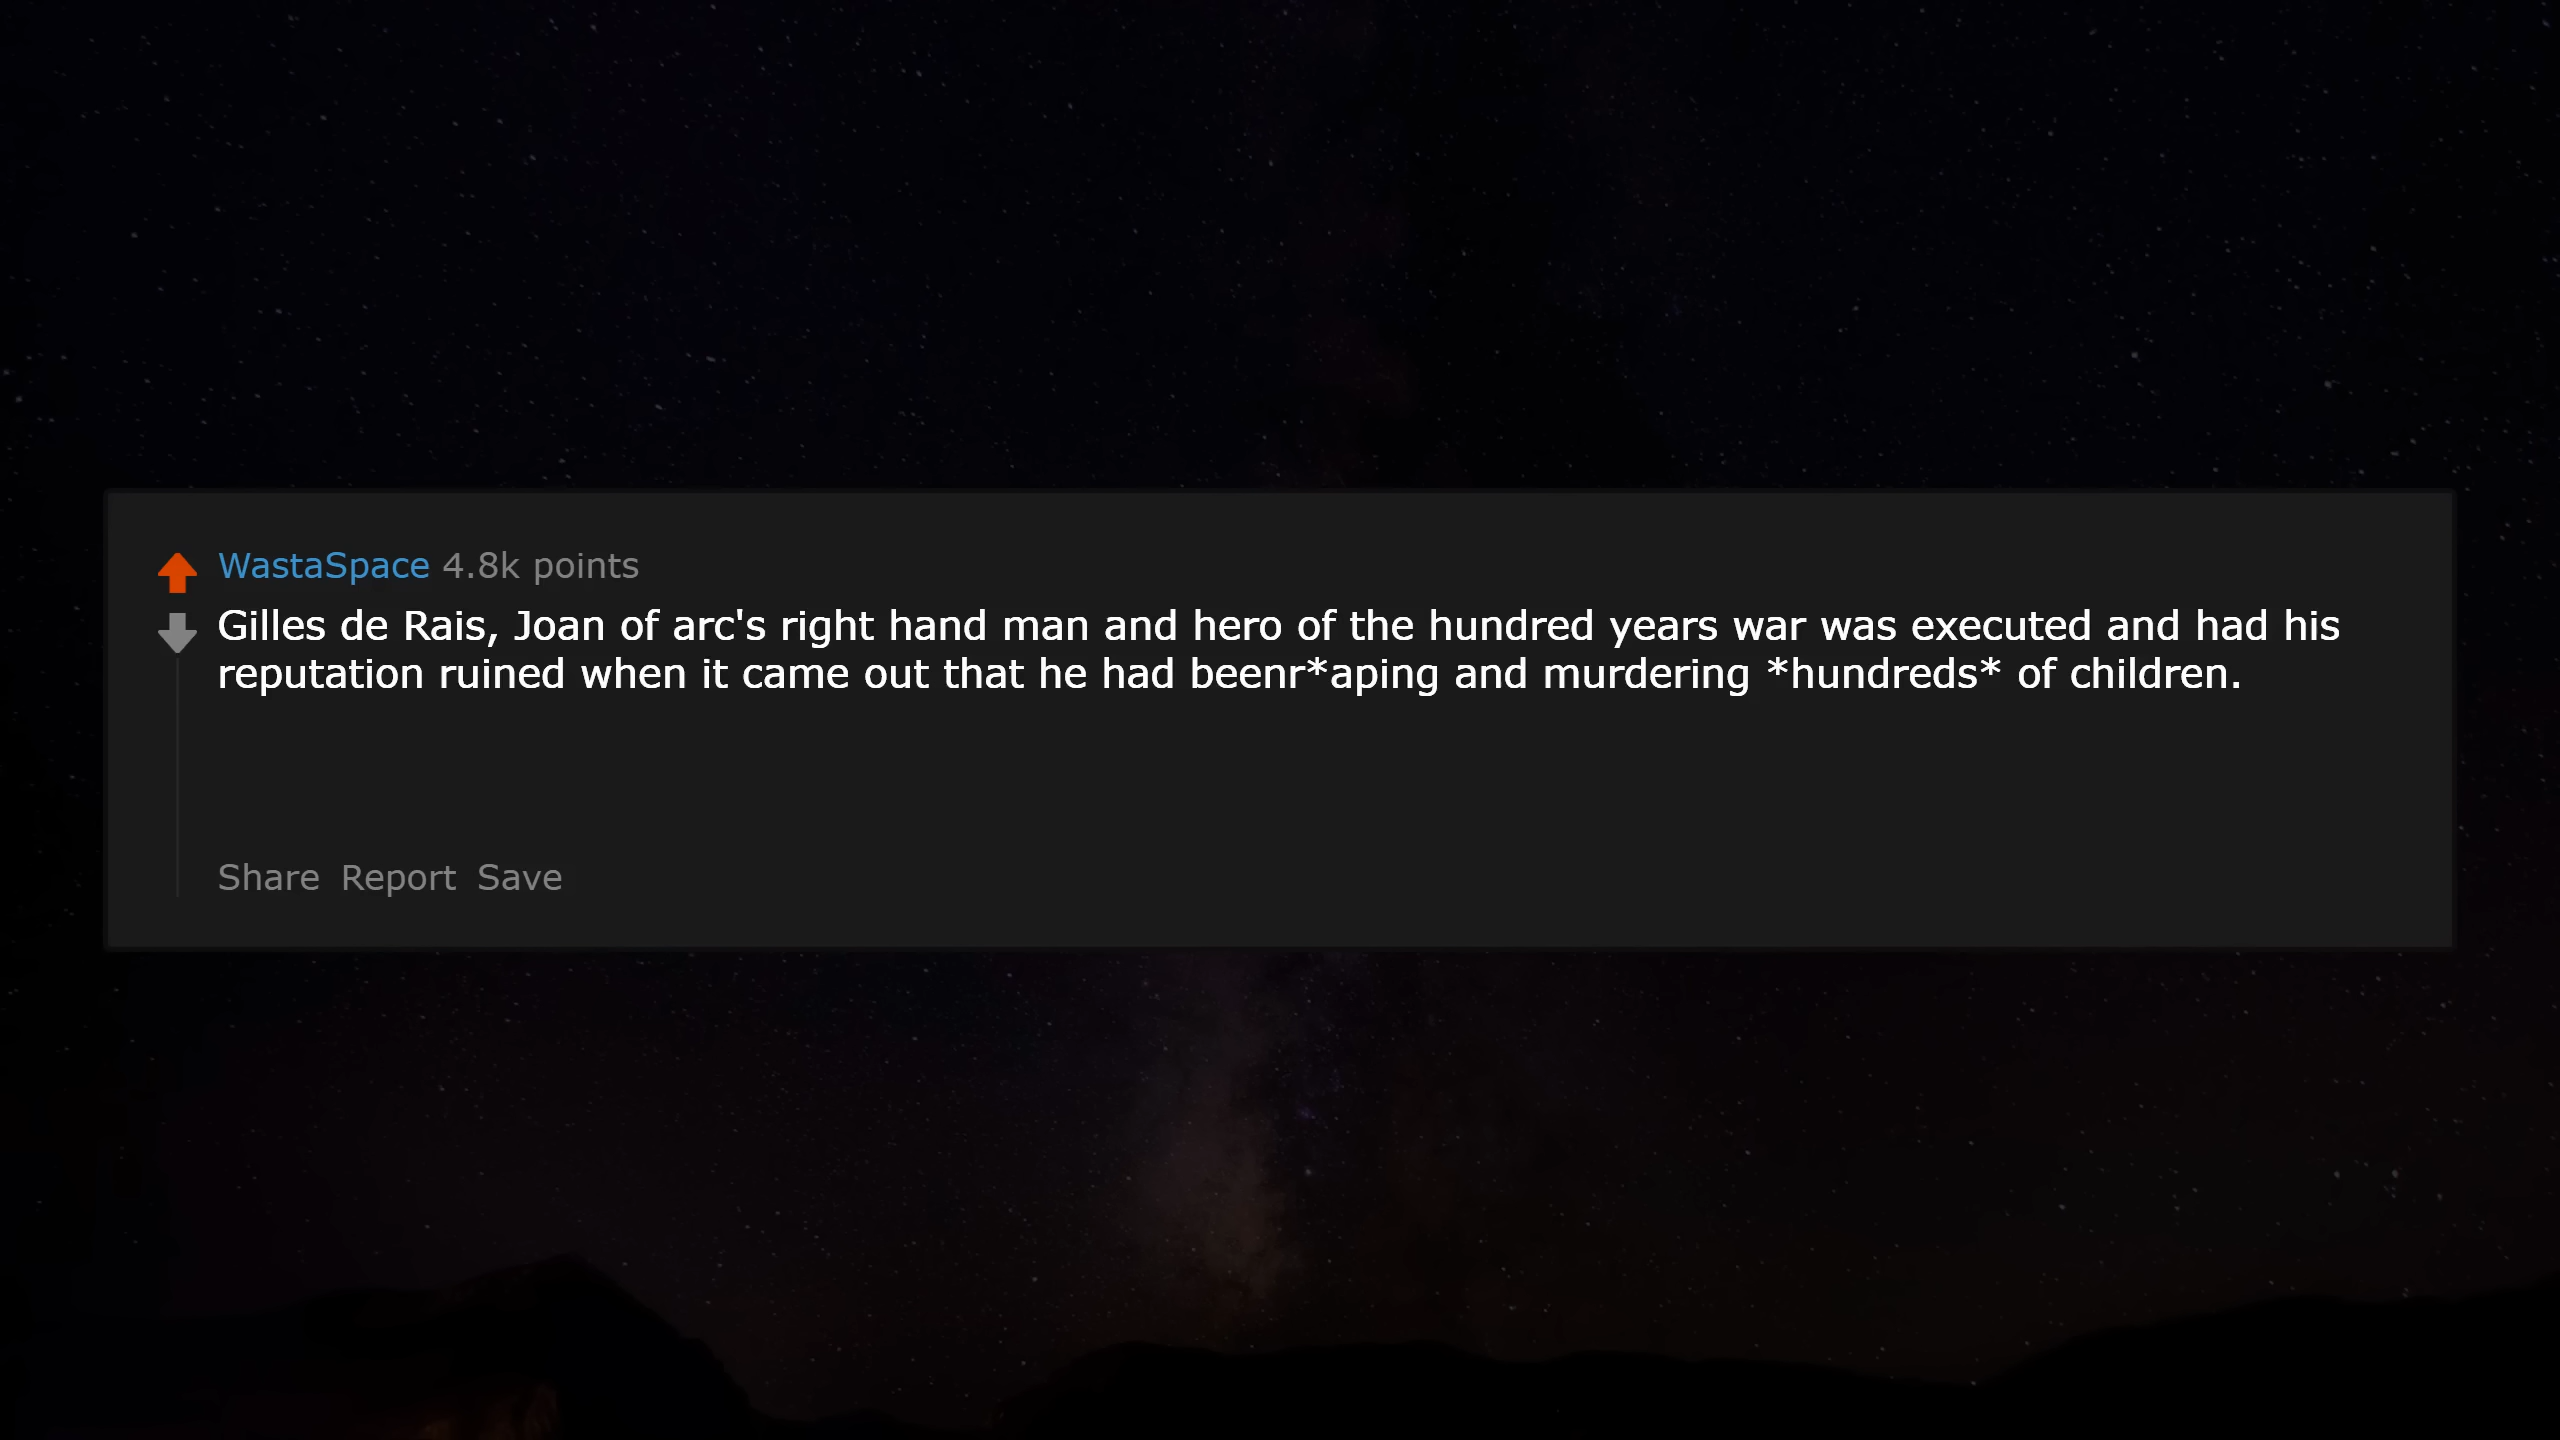 WastaSpace 4.8k points
Gilles de Rais, Joan of arc's right hand man and hero of the hundred years war was executed and had his
reputation ruined when it came out that he had beenr*aping and murdering *hundreds* of children.
Share Report Save